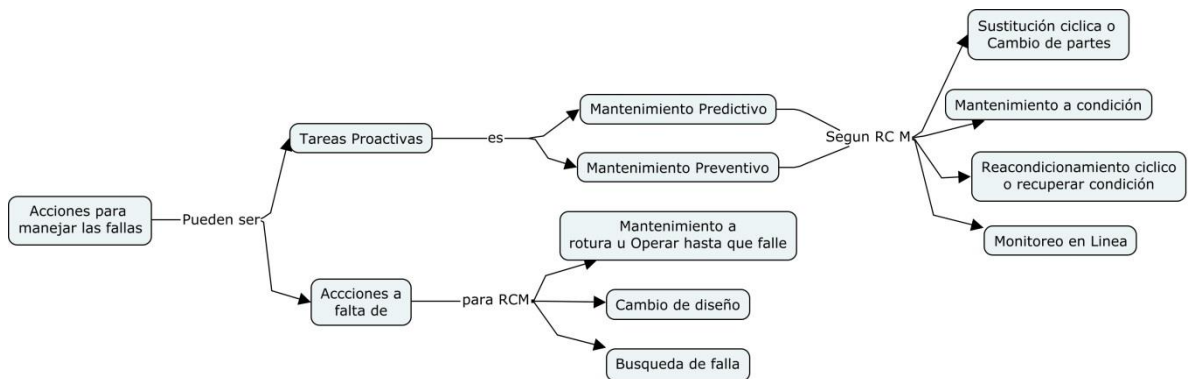 Acciones para
manejar las fallas
Pueden ser
Tareas Proactivas
es
Mantenimiento Predictivo
Mantenimiento Preventivo
Segun RC M
Sustitución ciclica o
Cambio de partes
Mantenimiento a condición
Reacondicionamiento ciclico
o recuperar condición
Monitoreo en Linea
Accciones a
falta de
para RCM
Mantenimiento a
rotura u Operar hasta que falle
Cambio de diseño
Busqueda de falla